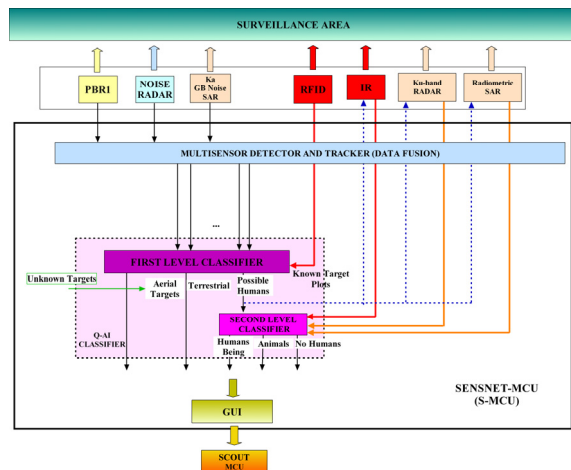 SURVEILLANCE AREA
PBRI
NOISE
RADAR
Ka
GB Noise
SAR
RFID
IR
Ku-band
RADAR
Radiometric
SAR
MULTISENSOR DETECTOR AND TRACKER (DATA FUSION)
...
FIRST LEVEL CLASSIFIER
Unknown Targets
Aerial
Targets
Terrestrial
Possible
Humans
Known Target
Plots
SECOND LEVEL
CLASSIFIER
Q-AI
CLASSIFIER
Humans
Being
Animals
No Humans
SENSNET-MCU
(S-MCU)
GUI
SCOUT
MCU